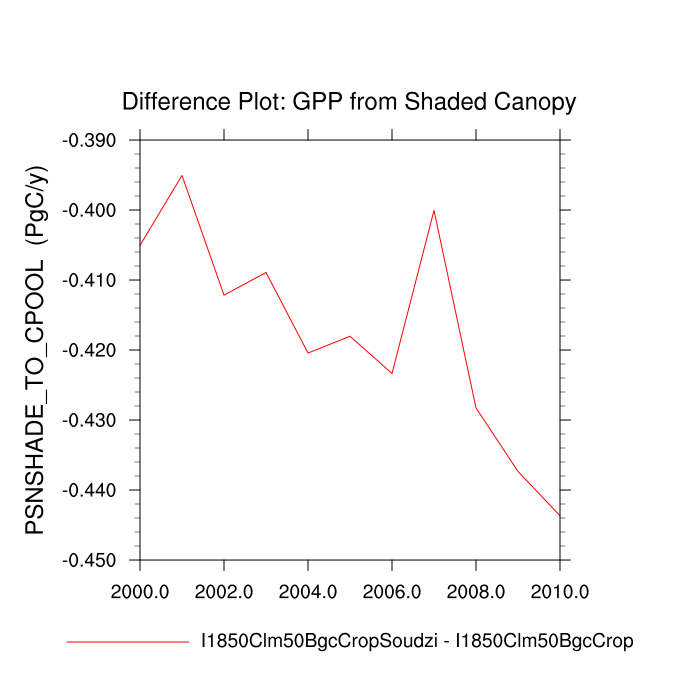 Difference Plot: GPP from Shaded Canopy
PSNSHADE_TO_CPOOL (PgC/y)
-0.390
-0.400
-0.410
-0.420
-0.430
-0.440
-0.450
2000.0 2002.0 2004.0 2006.0 2008.0 2010.0
I1850Clm50BgcCropSoudzi - I1850Clm50BgcCrop